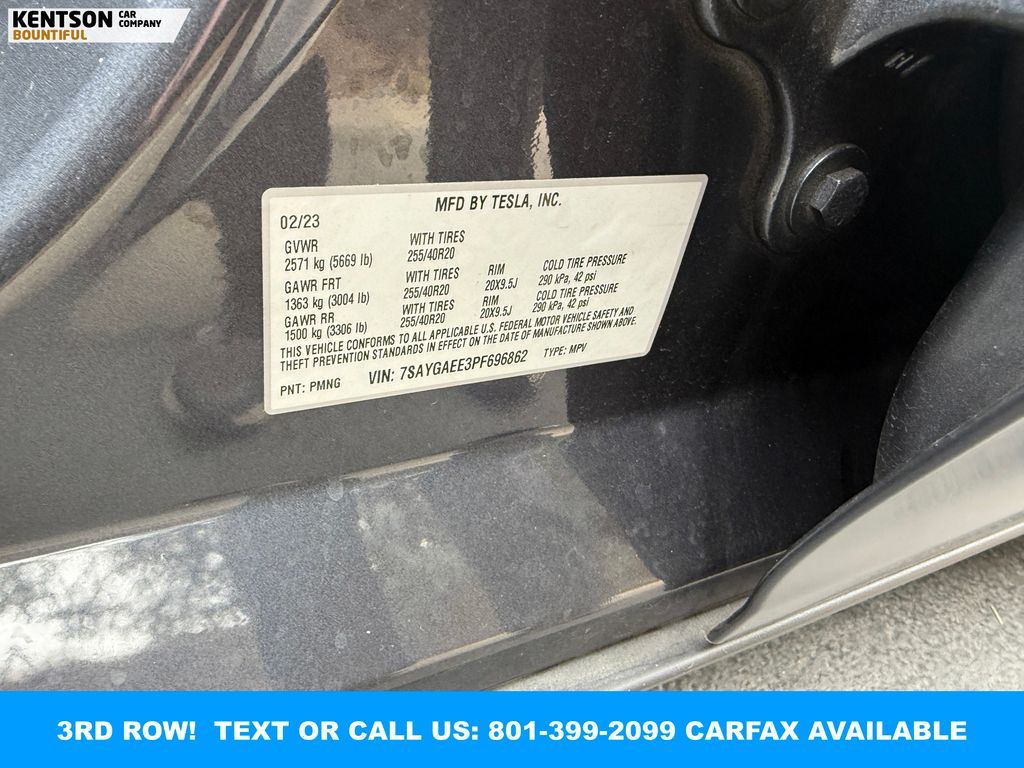 KENTSON CAR COMPANY
BOUNTIFUL
MFD BY TESLA, INC.
02/23
GVWR WITH TIRES
2571 kg (5669 lb) 255/40R20
GAWR FRT WITH TIRES RIM COLD TIRE PRESSURE
1363 kg (3004 lb) 255/40R20 20X9.5J 290 kPa, 42 psi
GAWR RR WITH TIRES RIM COLD TIRE PRESSURE
1500 kg (3306 lb) 255/40R20 20X9.5J 290 kPa, 42 psi
THIS VEHICLE CONFORMS TO ALL APPLICABLE U.S. FEDERAL MOTOR VEHICLE SAFETY AND
THEFT PREVENTION STANDARDS IN EFFECT ON THE DATE OF MANUFACTURE SHOWN ABOVE.
PNT: PMNG VIN: 7SAYGAEE3PF696862 TYPE: MPV
3RD ROW! TEXT OR CALL US: 801-399-2099 CARFAX AVAILABLE